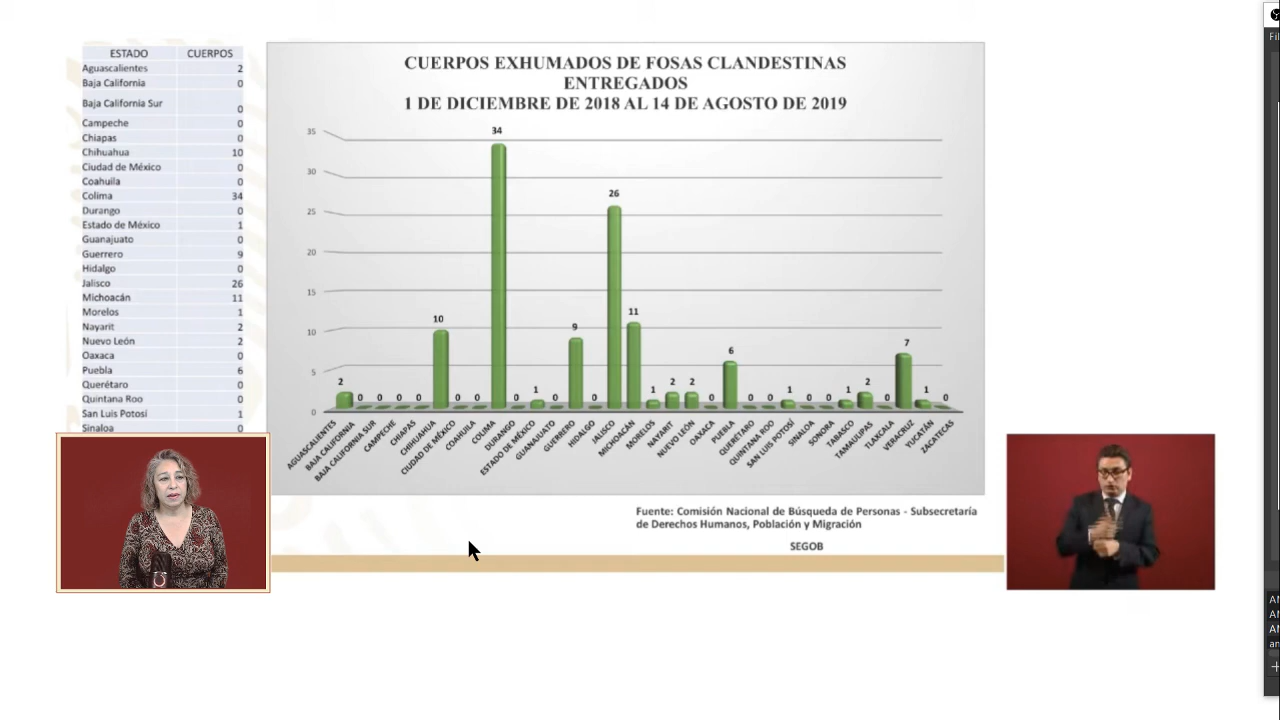 ESTADO CUERPOS
Aguascalientes 2
Baja California 0
Baja California Sur 0
Campeche 0
Chiapas 0
Chihuahua 10
Ciudad de México 0
Coahuila 0
Colima 34
Durango 0
Estado de México 1
Guanajuato 0
Guerrero 9
Hidalgo 0
Jalisco 26
Michoacán 11
Morelos 1
Nayarit 2
Nuevo León 2
Oaxaca 0
Puebla 6
Querétaro 0
Quintana Roo 0
San Luis Potosí 1
Sinaloa 0
CUERPOS EXHUMADOS DE FOSAS CLANDESTINAS
ENTREGADOS
1 DE DICIEMBRE DE 2018 AL 14 DE AGOSTO DE 2019
35
30
25
20
15
10
5
0
2 0 0 0 0 10 0 0 34 0 1 0 9 0 26 11 1 2 2 0 6 0 0 1 0 0 1 2 0 7 1 0
AGUASCALIENTES
BAJA CALIFORNIA
BAJA CALIFORNIA SUR
CAMPECHE
CHIAPAS
CHIHUAHUA
CIUDAD DE MÉXICO
COAHUILA
COLIMA
DURANGO
ESTADO DE MÉXICO
GUANAJUATO
GUERRERO
HIDALGO
JALISCO
MICHOACÁN
MORELOS
NAYARIT
NUEVO LEÓN
OAXACA
PUEBLA
QUERÉTARO
QUINTANA ROO
SAN LUIS POTOSÍ
SINALOA
SONORA
TABASCO
TAMAULIPAS
TLAXCALA
VERACRUZ
YUCATÁN
ZACATECAS
Fuente: Comisión Nacional de Búsqueda de Personas - Subsecretaría
de Derechos Humanos, Población y Migración
SEGOB